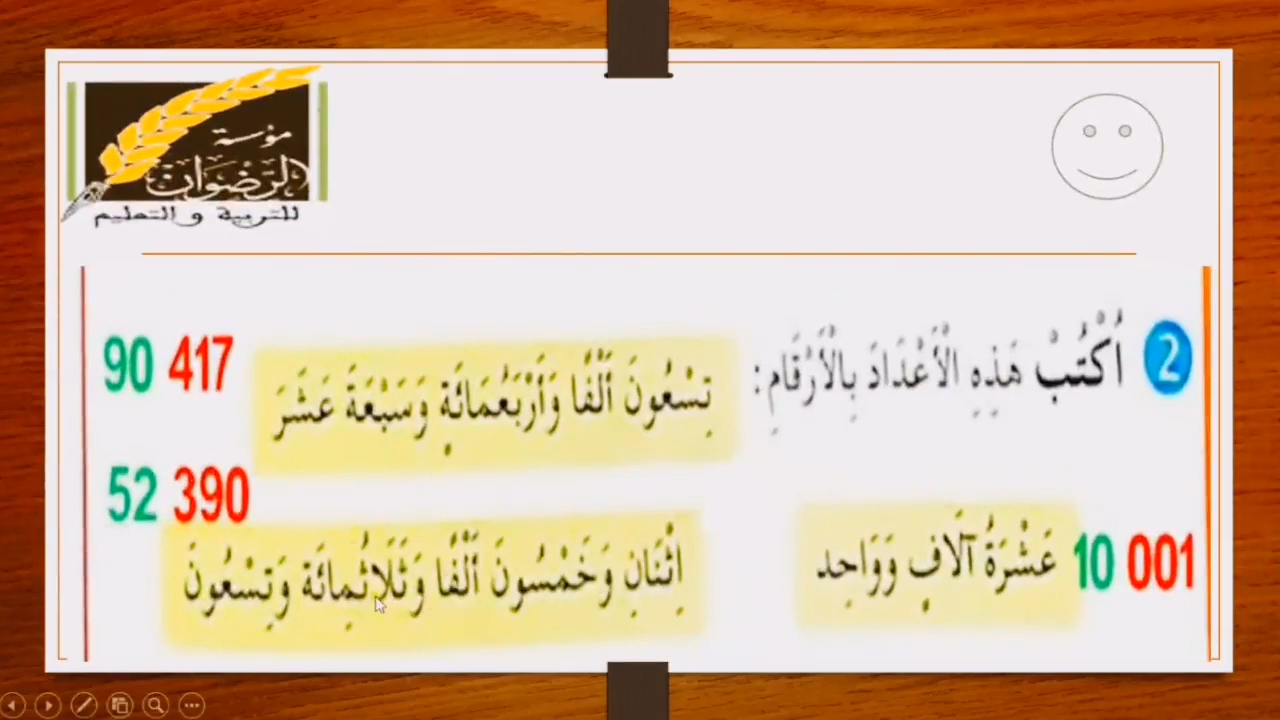 مؤسسة
الرضوان
للتربية والتعليم
2 اُكْتُبْ هَذِهِ الْأَعْدَادَ بِالْأَرْقَامِ:
تِسْعُونَ أَلْفًا وَأَرْبَعُمَائَةٍ وَسَبْعَةَ عَشَرَ
90 417
عَشْرَةُ آلَافٍ وَوَاحِد
10 001
اِثْنَانِ وَخَمْسُونَ أَلْفًا وَثَلَاثُمِائَة وَتِسْعُونَ
52 390